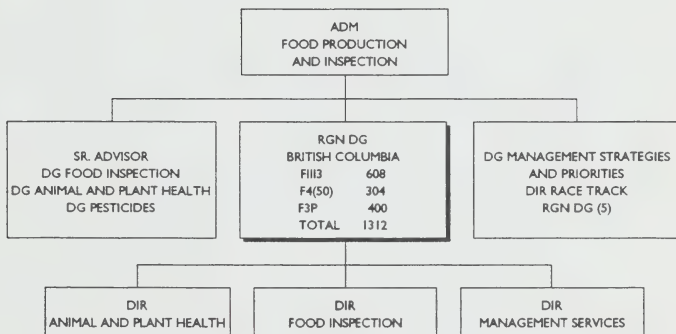 ADM
FOOD PRODUCTION
AND INSPECTION
SR. ADVISOR
DG FOOD INSPECTION
DG ANIMAL AND PLANT HEALTH
DG PESTICIDES
RGN DG
BRITISH COLUMBIA
FIII3 608
F4(50) 304
F3P 400
TOTAL 1312
DG MANAGEMENT STRATEGIES
AND PRIORITIES
DIR RACE TRACK
RGN DG (5)
DIR
ANIMAL AND PLANT HEALTH
DIR
FOOD INSPECTION
DIR
MANAGEMENT SERVICES